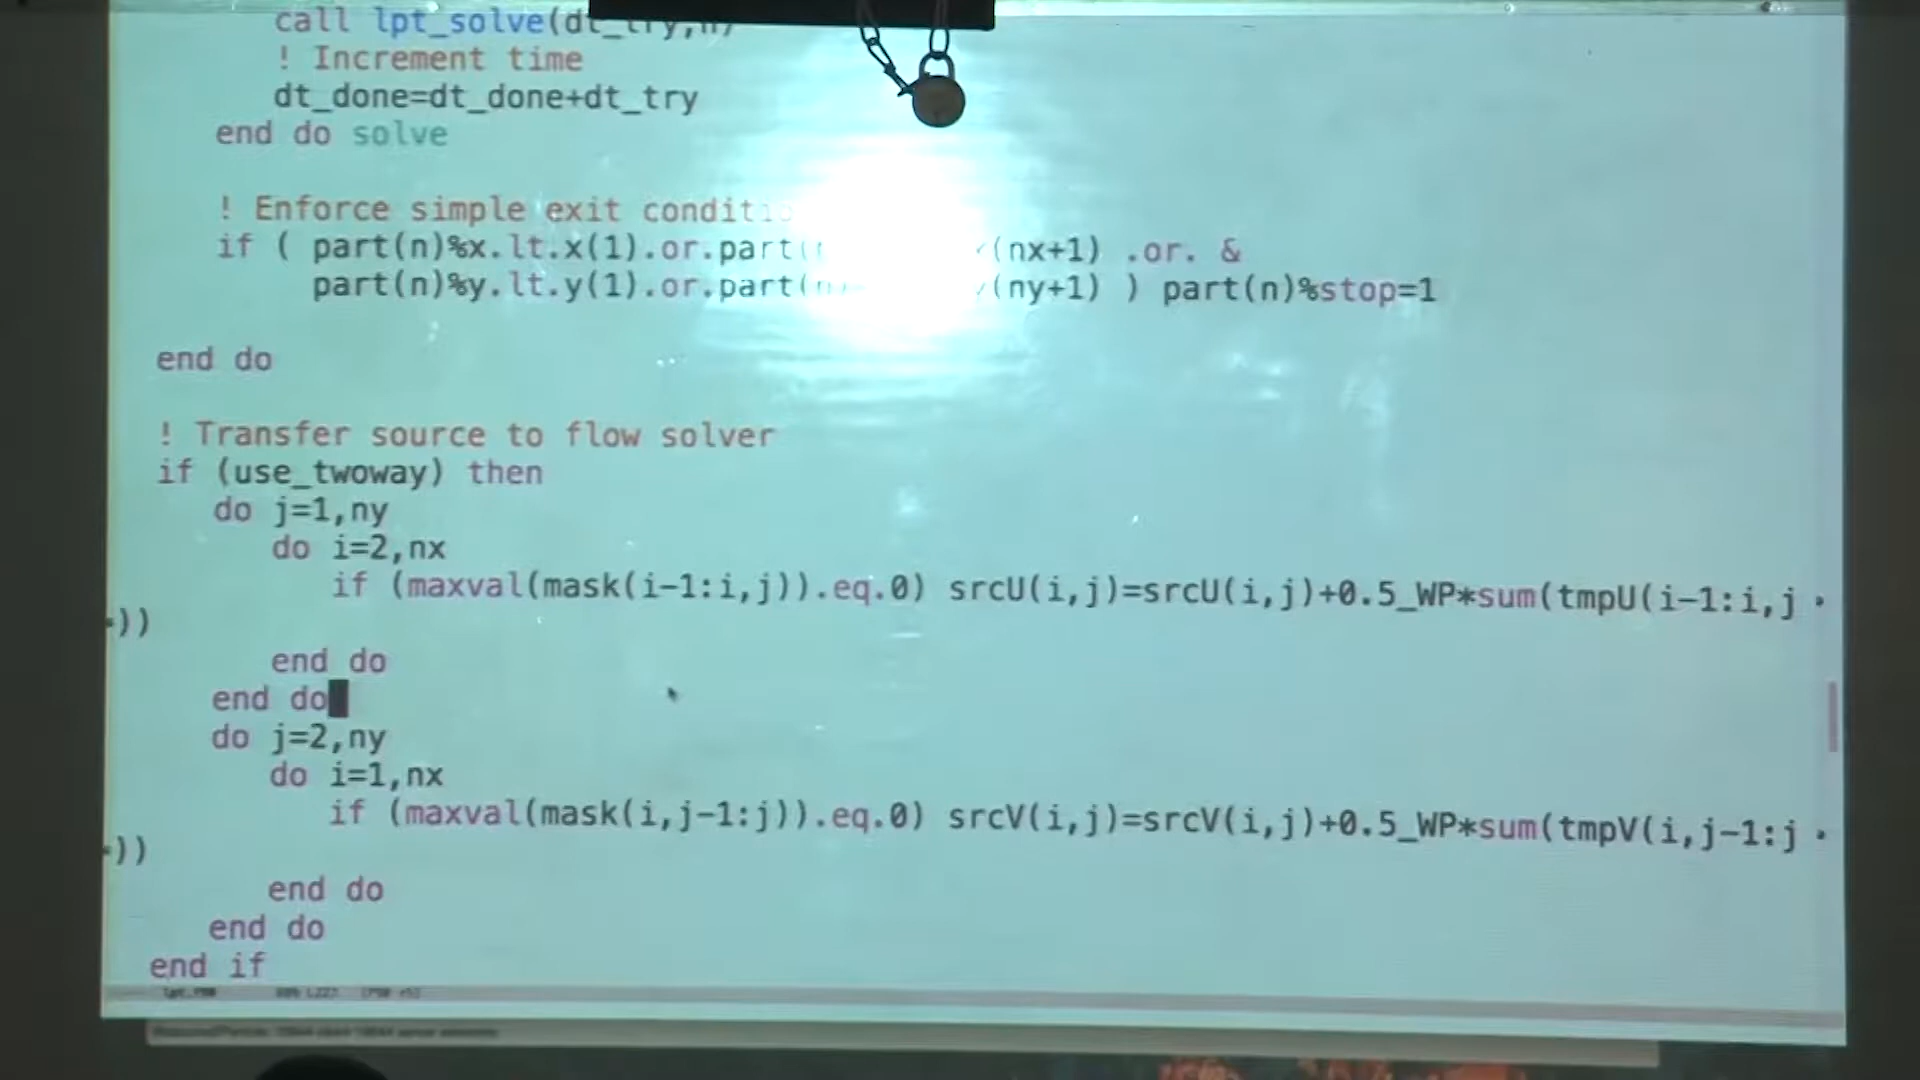 call lpt_solve(dt_try,n)
! Increment time
dt_done=dt_done+dt_try
end do solve
! Enforce simple exit
if ( part(n)%x.lt.x(1).or.part( (nx+1) .or. &
part(n)%y.lt.y(1).or.part( (ny+1) ) part(n)%stop=1
end do
! Transfer source to flow solver
if (use_twoway) then
do j=1,ny
do i=2,nx
if (maxval(mask(i-1:i,j)).eq.0) srcU(i,j)=srcU(i,j)+0.5_WP*sum(tmpU(i-1:i,j
))
end do
end do
do j=2,ny
do i=1,nx
if (maxval(mask(i,j-1:j)).eq.0) srcV(i,j)=srcV(i,j)+0.5_WP*sum(tmpV(i,j-1:j
))
end do
end do
end if